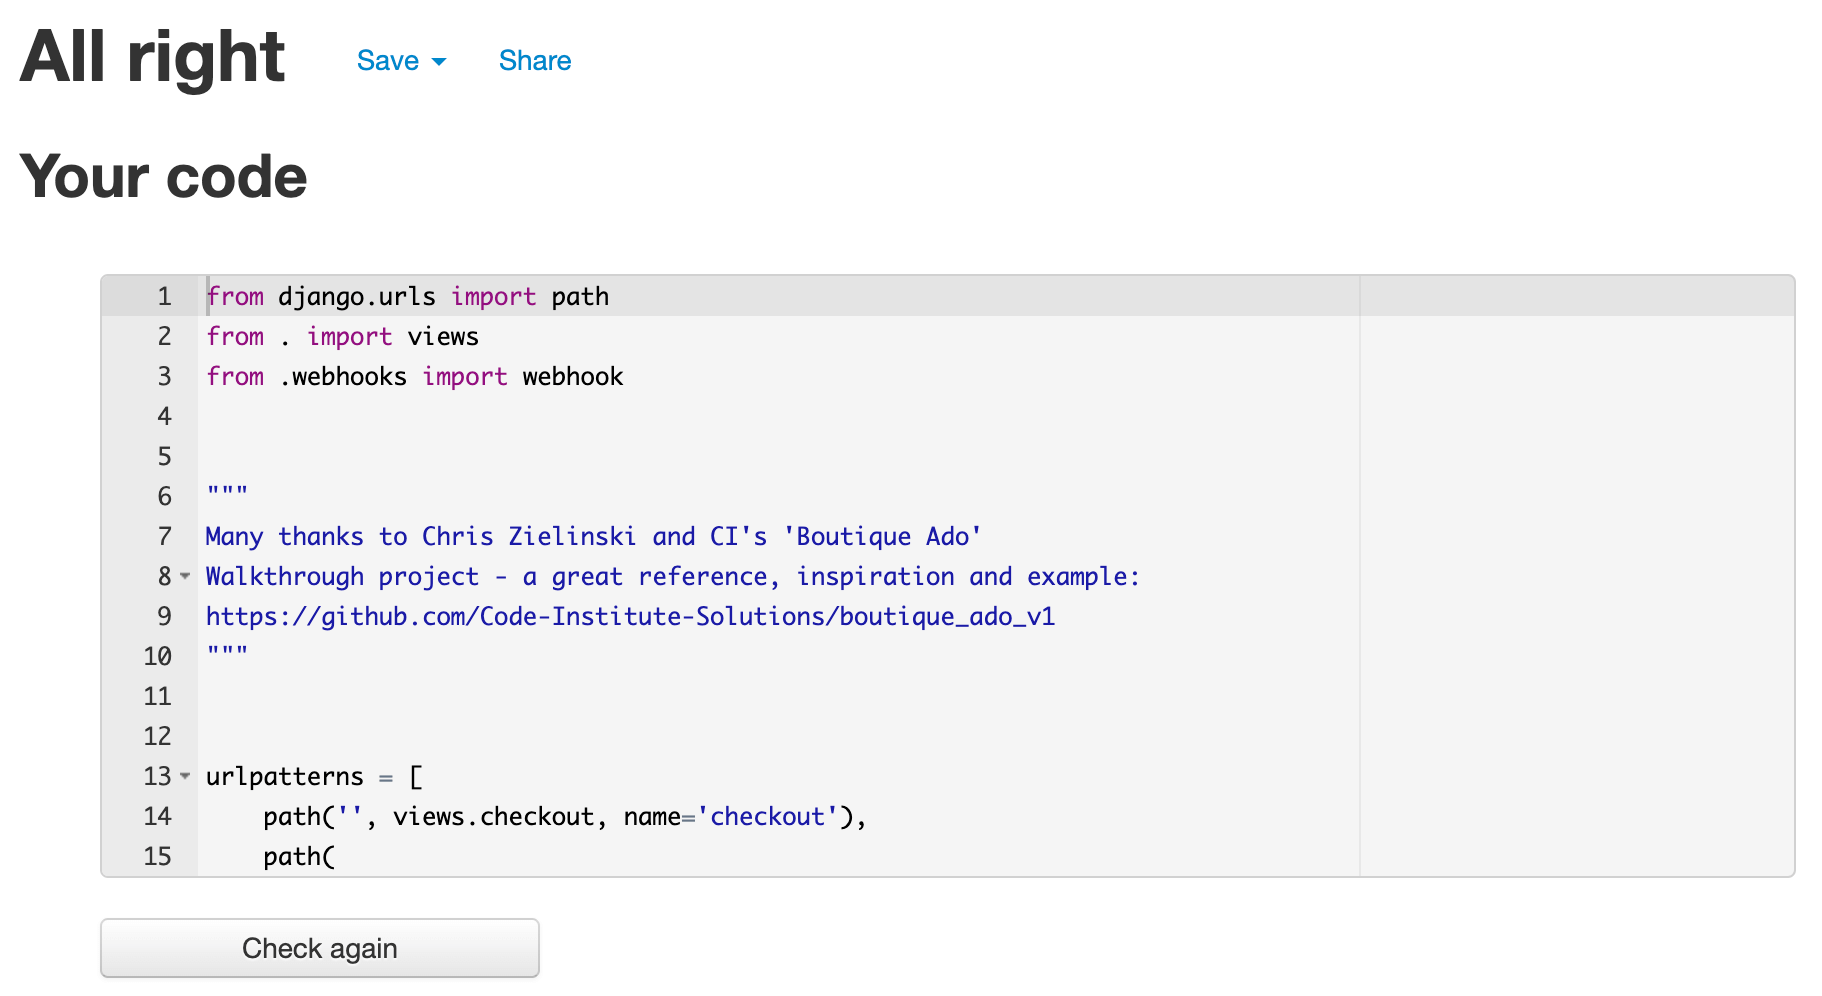 All right
Save
Share
Your code
1 from django.urls import path
2 from . import views
3 from .webhooks import webhook
4
5
6 """
7 Many thanks to Chris Zielinski and CI's 'Boutique Ado'
8 Walkthrough project - a great reference, inspiration and example:
9 https://github.com/Code-Institute-Solutions/boutique_ado_v1
10 """
11
12
13 urlpatterns = [
14     path('', views.checkout, name='checkout'),
15     path(
Check again